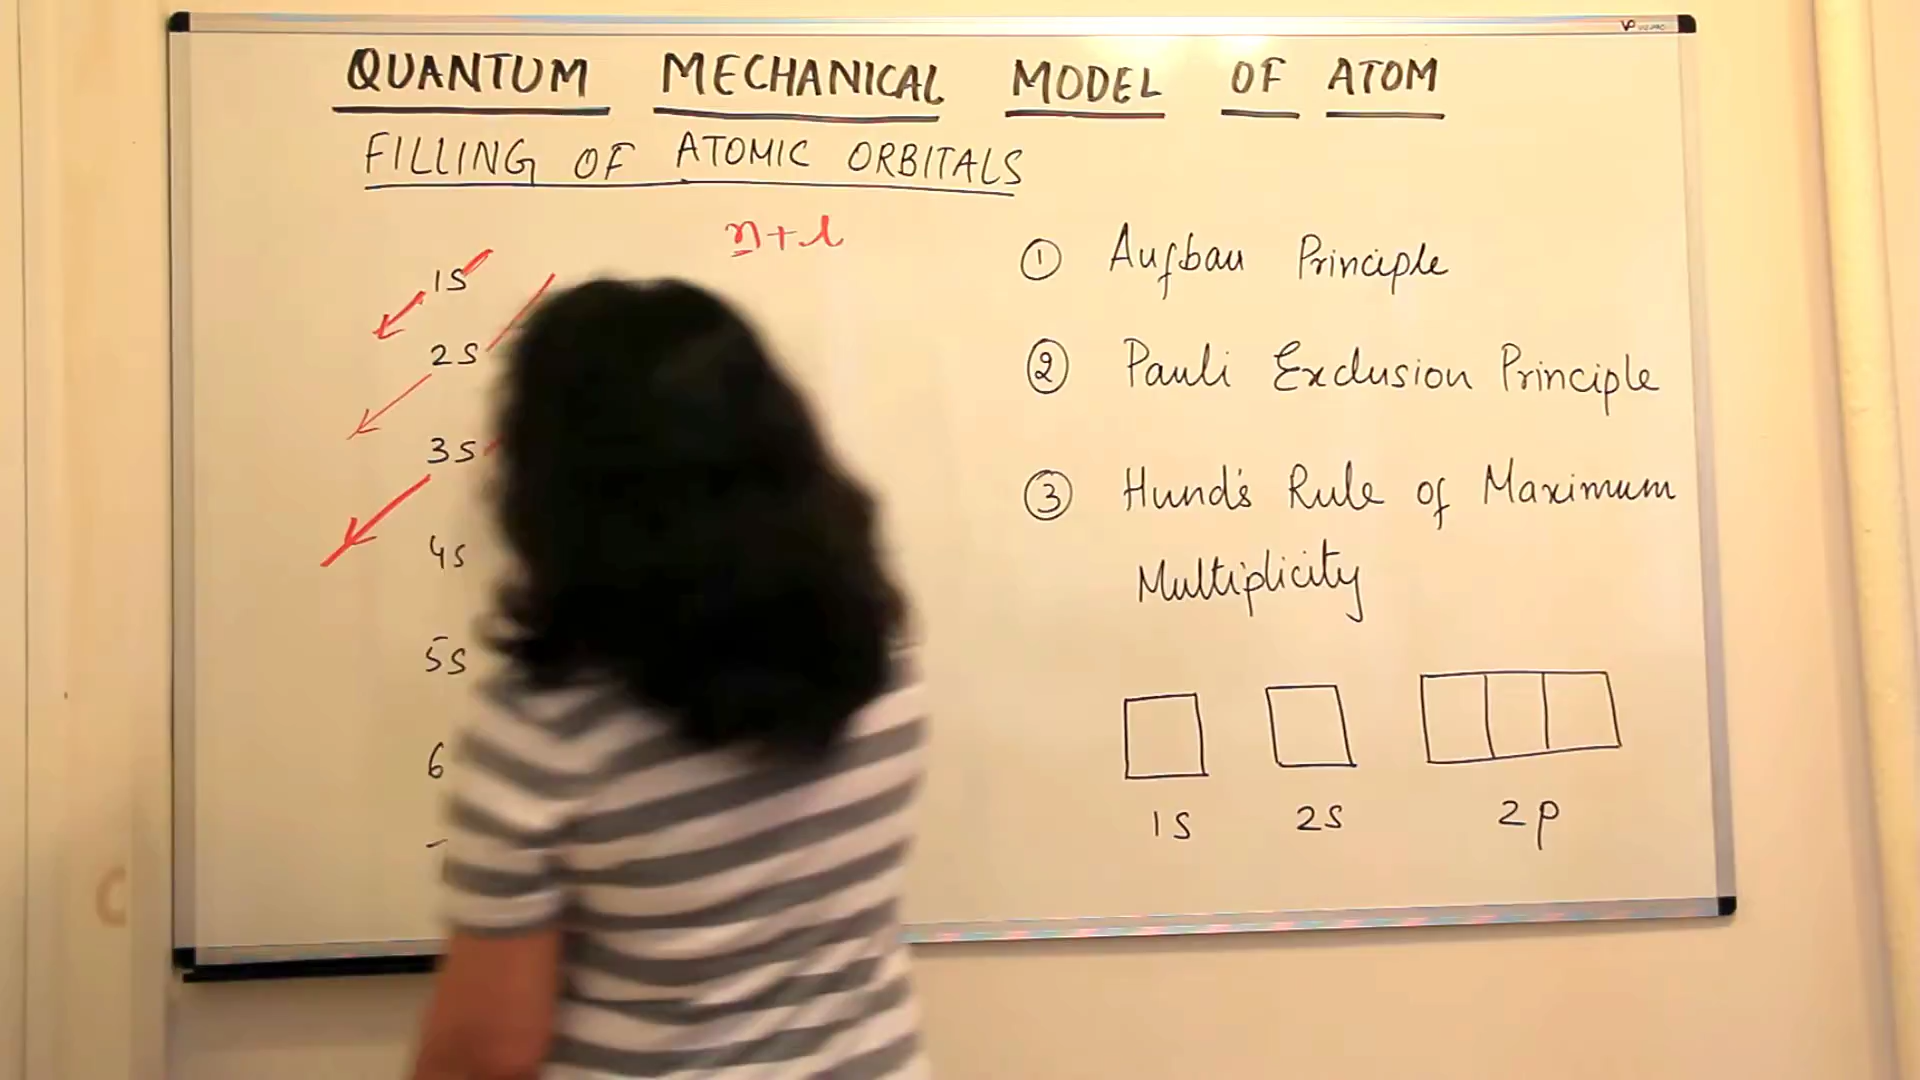 QUANTUM MECHANICAL MODEL OF ATOM
FILLING OF ATOMIC ORBITALS
n+l
1s
2s
3s
4s
5s
6
① Aufbau Principle
② Pauli Exclusion Principle
③ Hund's Rule of Maximum
Multiplicity
1s 2s 2p